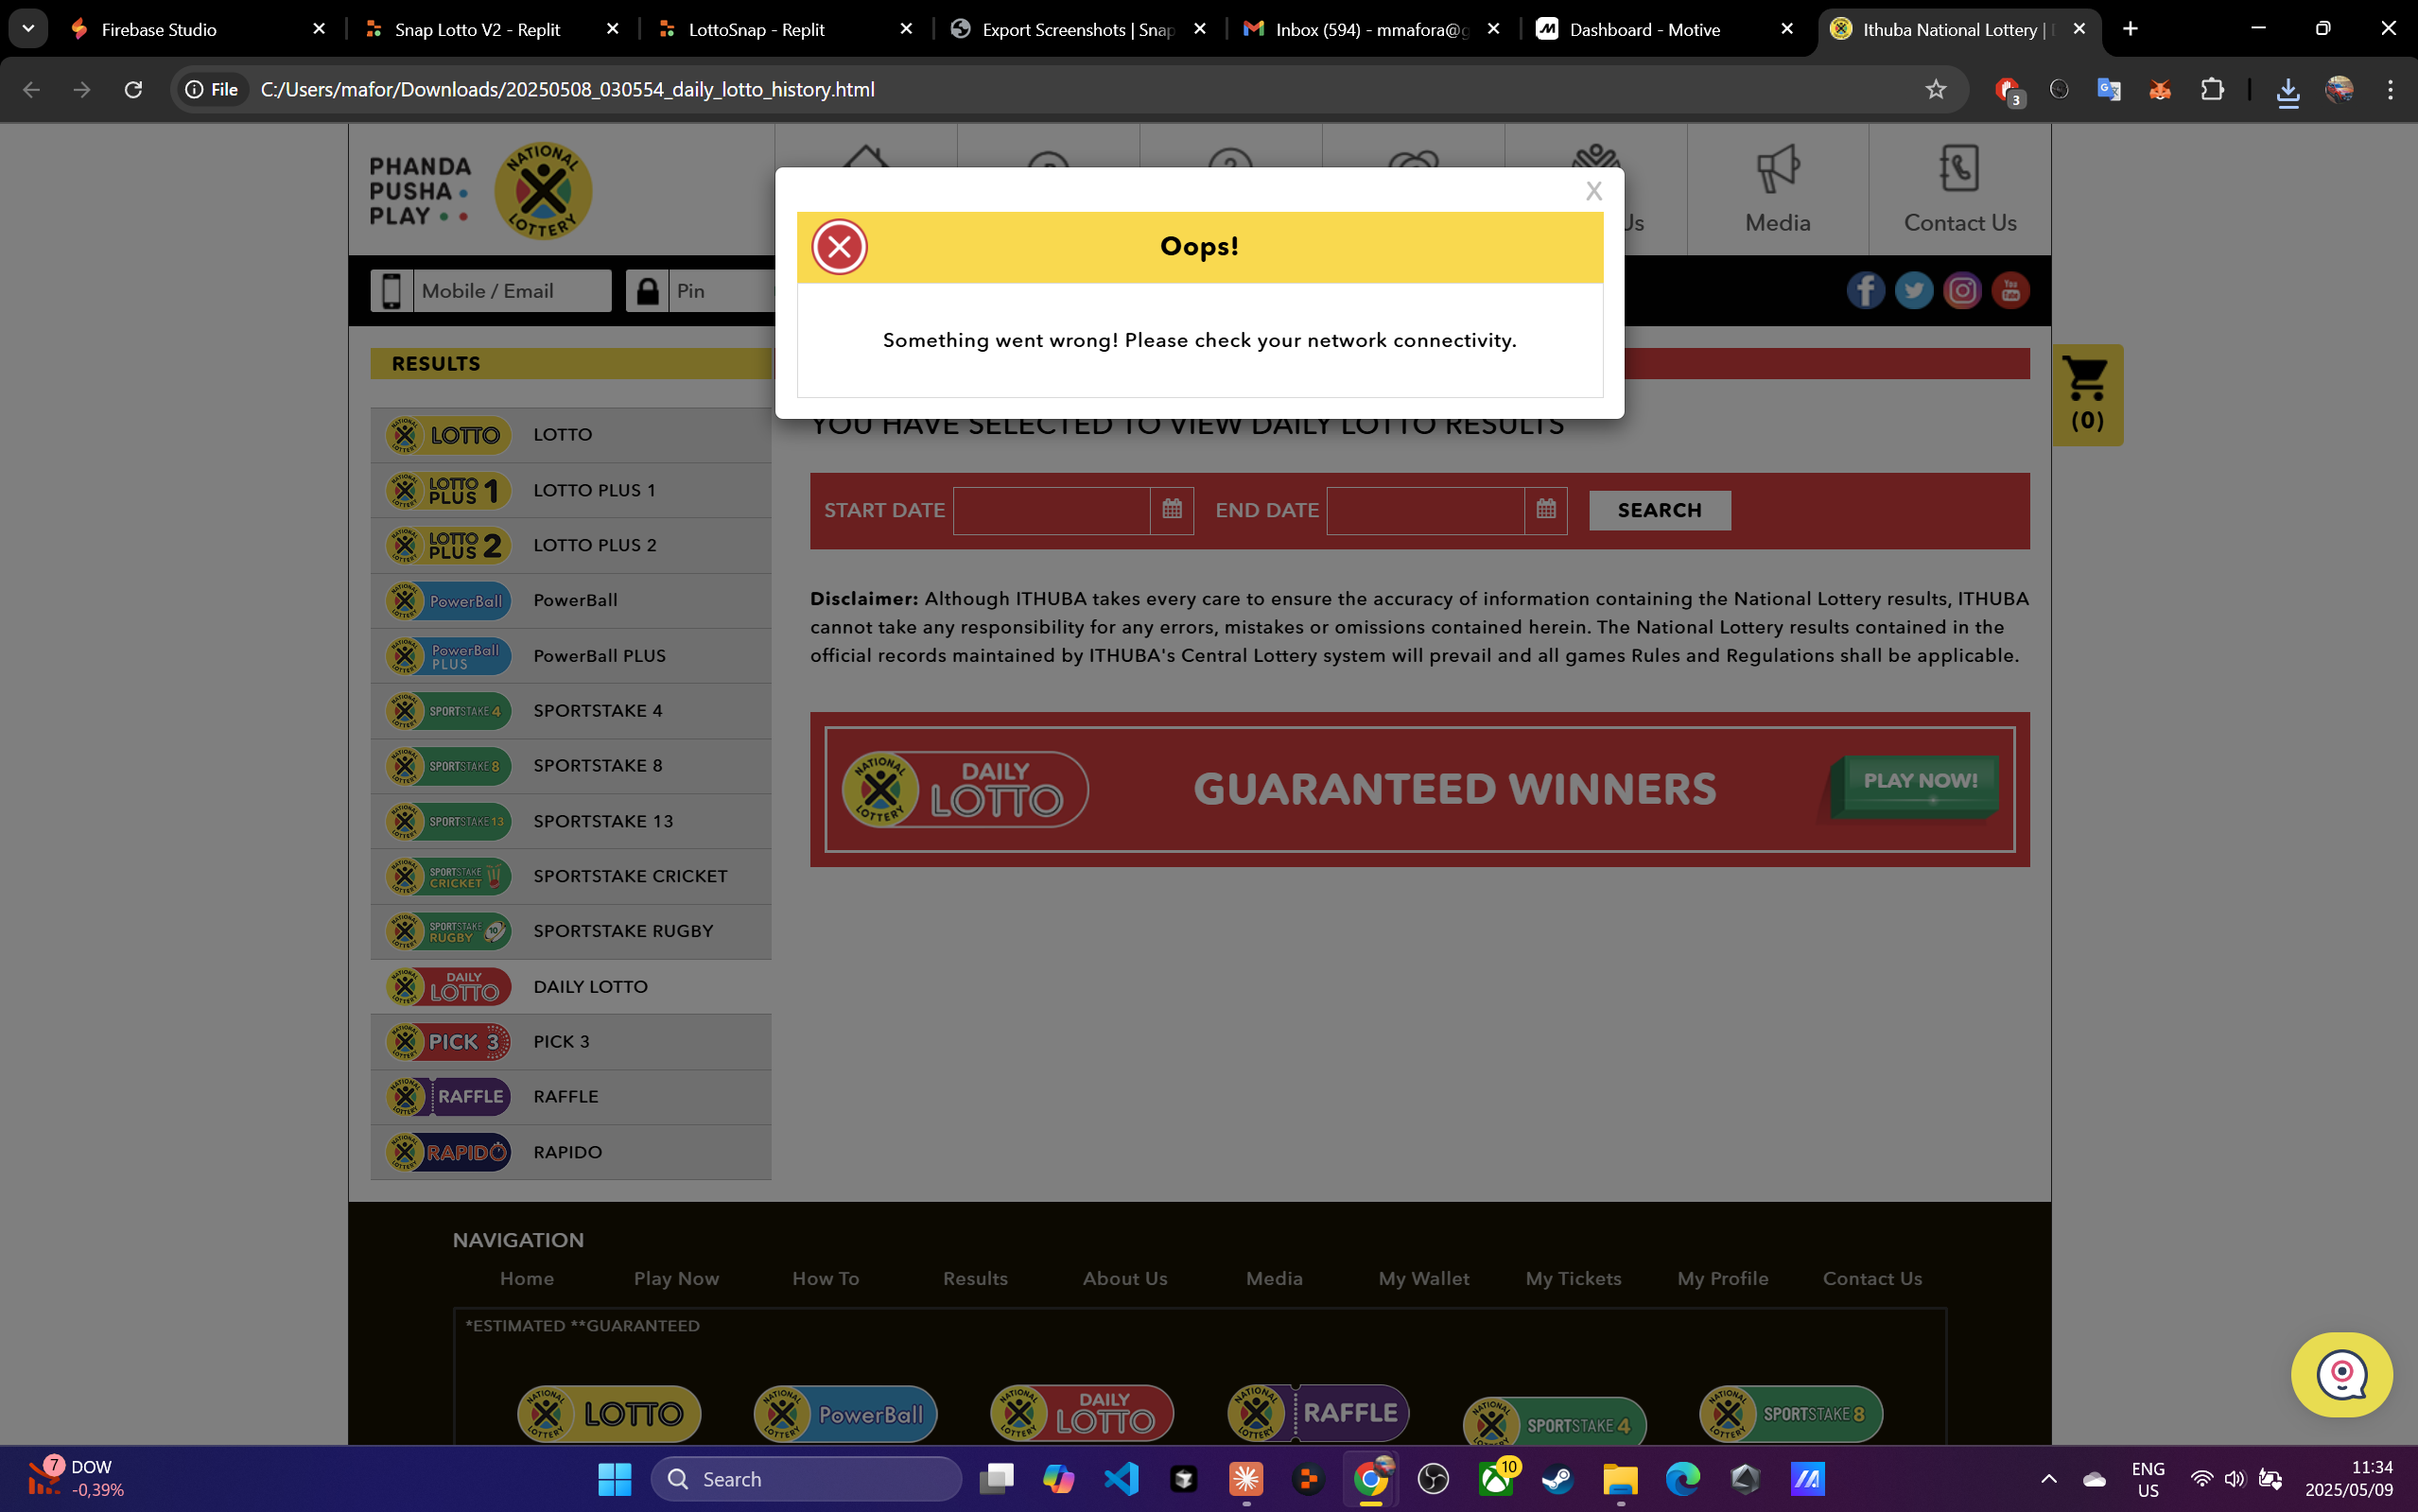 Firebase Studio
Snap Lotto V2 - Replit
LottoSnap - Replit
Export Screenshots | Snap
Inbox (594) - mmafora@g
Dashboard - Motive
Ithuba National Lottery |
File
C:/Users/mafor/Downloads/20250508_030554_daily_lotto_history.html
3
PHANDA
PUSHA
PLAY
NATIONAL
LOTTERY
Us
Media
Contact Us
X
Oops!
Something went wrong! Please check your network connectivity.
Mobile / Email
Pin
You
Tube
RESULTS
(0)
YOU HAVE SELECTED TO VIEW DAILY LOTTO RESULTS
LOTTO
LOTTO
LOTTO PLUS 1
LOTTO PLUS 1
LOTTO PLUS 2
LOTTO PLUS 2
PowerBall
PowerBall
PowerBall PLUS
PowerBall PLUS
SPORTSTAKE 4
SPORTSTAKE 4
SPORTSTAKE 8
SPORTSTAKE 8
SPORTSTAKE 13
SPORTSTAKE 13
SPORTSTAKE CRICKET
SPORTSTAKE CRICKET
SPORTSTAKE RUGBY 10
SPORTSTAKE RUGBY
DAILY LOTTO
DAILY LOTTO
PICK 3
PICK 3
RAFFLE
RAFFLE
RAPIDO
RAPIDO
START DATE
END DATE
SEARCH
Disclaimer: Although ITHUBA takes every care to ensure the accuracy of information containing the National Lottery results, ITHUBA
cannot take any responsibility for any errors, mistakes or omissions contained herein. The National Lottery results contained in the
official records maintained by ITHUBA's Central Lottery system will prevail and all games Rules and Regulations shall be applicable.
NATIONAL
LOTTERY
DAILY
LOTTO
GUARANTEED WINNERS
PLAY NOW!
NAVIGATION
Home
Play Now
How To
Results
About Us
Media
My Wallet
My Tickets
My Profile
Contact Us
*ESTIMATED **GUARANTEED
LOTTO
PowerBall
DAILY
LOTTO
RAFFLE
SPORTSTAKE 4
SPORTSTAKE 8
7
DOW
-0,39%
Search
10
ENG
US
11:34
2025/05/09